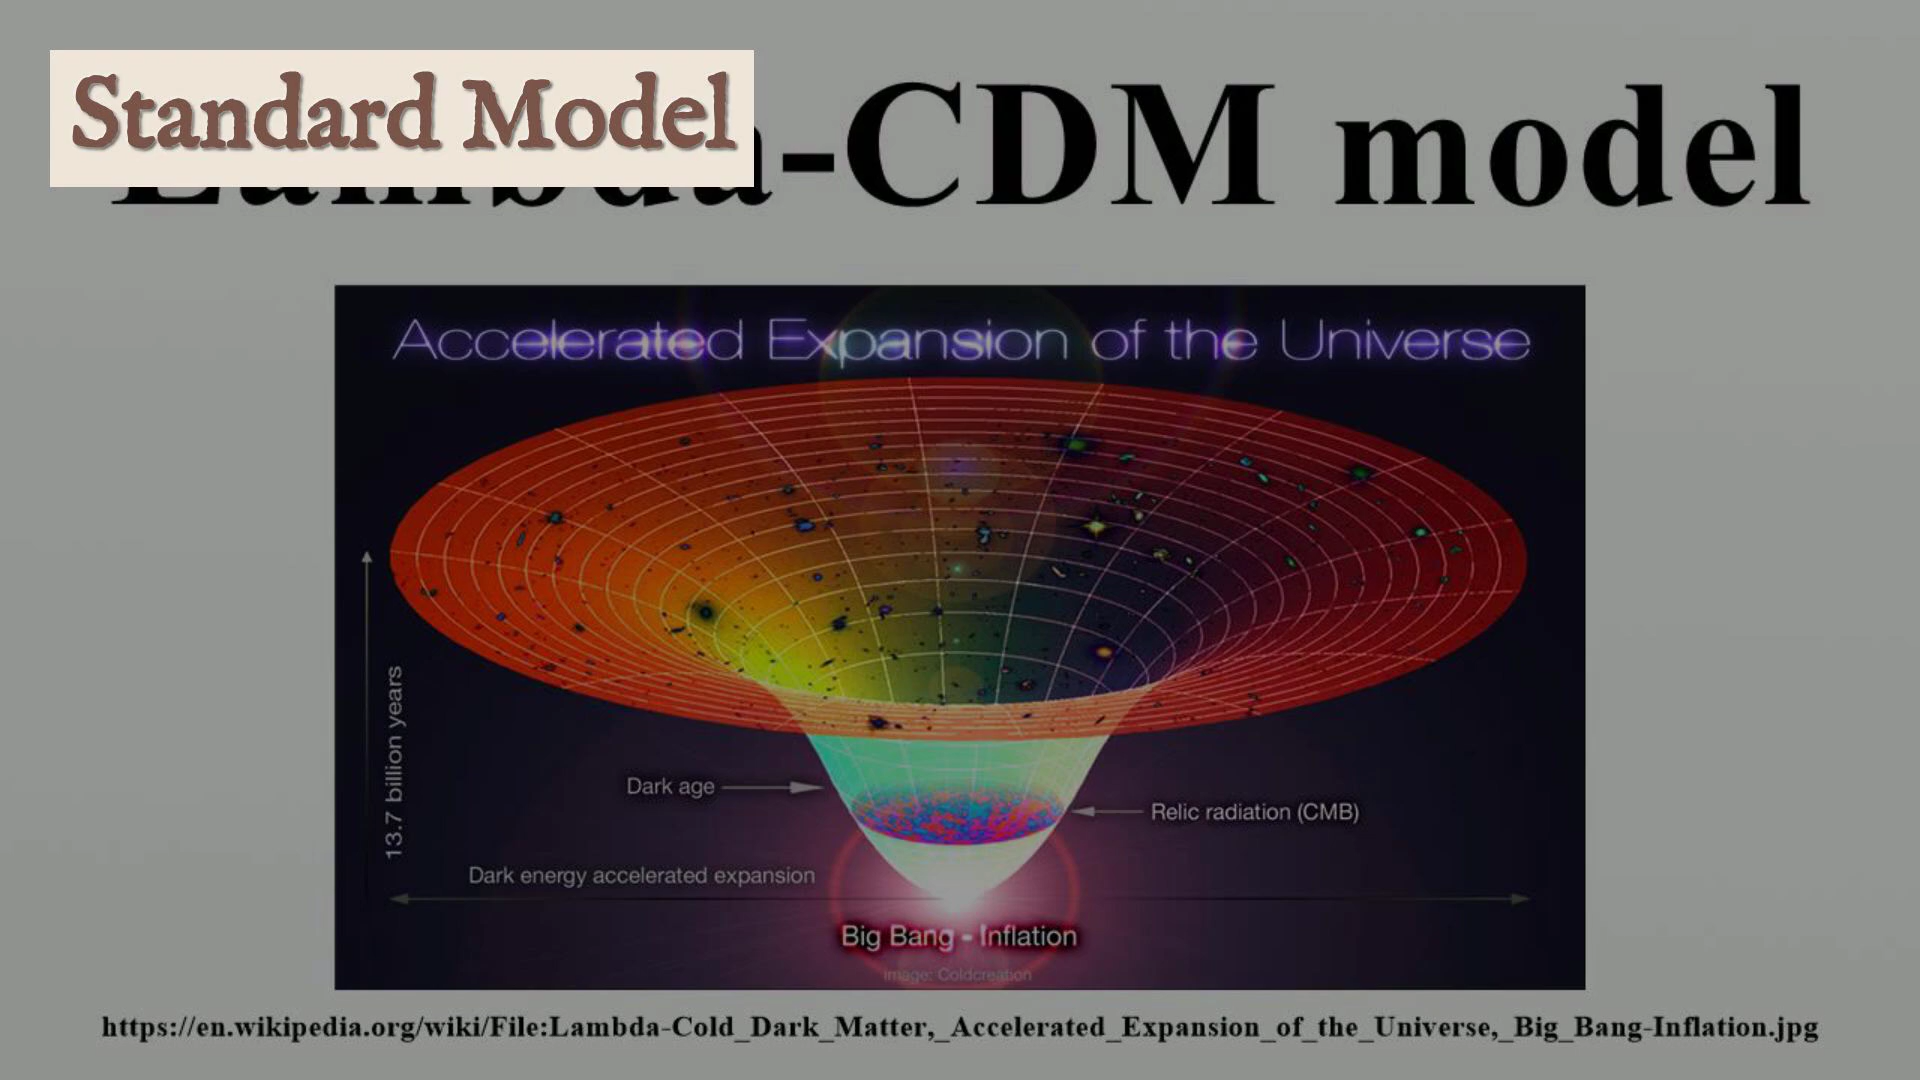 Standard Model
Lambda-CDM model
Accelerated Expansion of the Universe
13.7 billion years
Dark age
Relic radiation (CMB)
Dark energy accelerated expansion
Big Bang - Inflation
image: Coldcreation
https://en.wikipedia.org/wiki/File:Lambda-Cold_Dark_Matter,_Accelerated_Expansion_of_the_Universe,_Big_Bang-Inflation.jpg